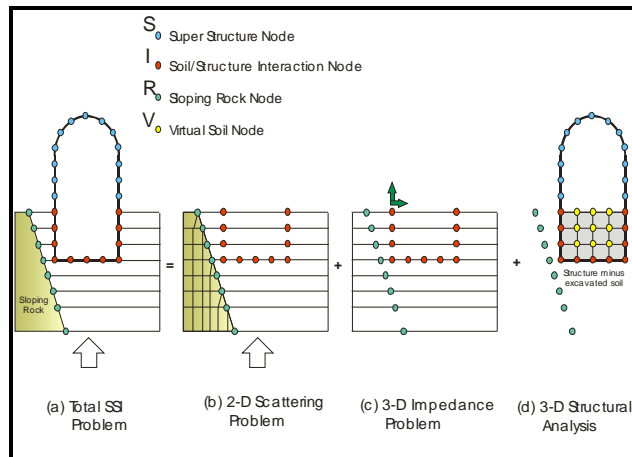 S
Super Structure Node
I
Soil/Structure Interaction Node
R
Sloping Rock Node
V
Virtual Soil Node
Sloping
Rock
=
+
+
Structure minus
excavated soil
(a) Total SSI
Problem
(b) 2-D Scattering
Problem
(c) 3-D Impedance
Problem
(d) 3-D Structural
Analysis